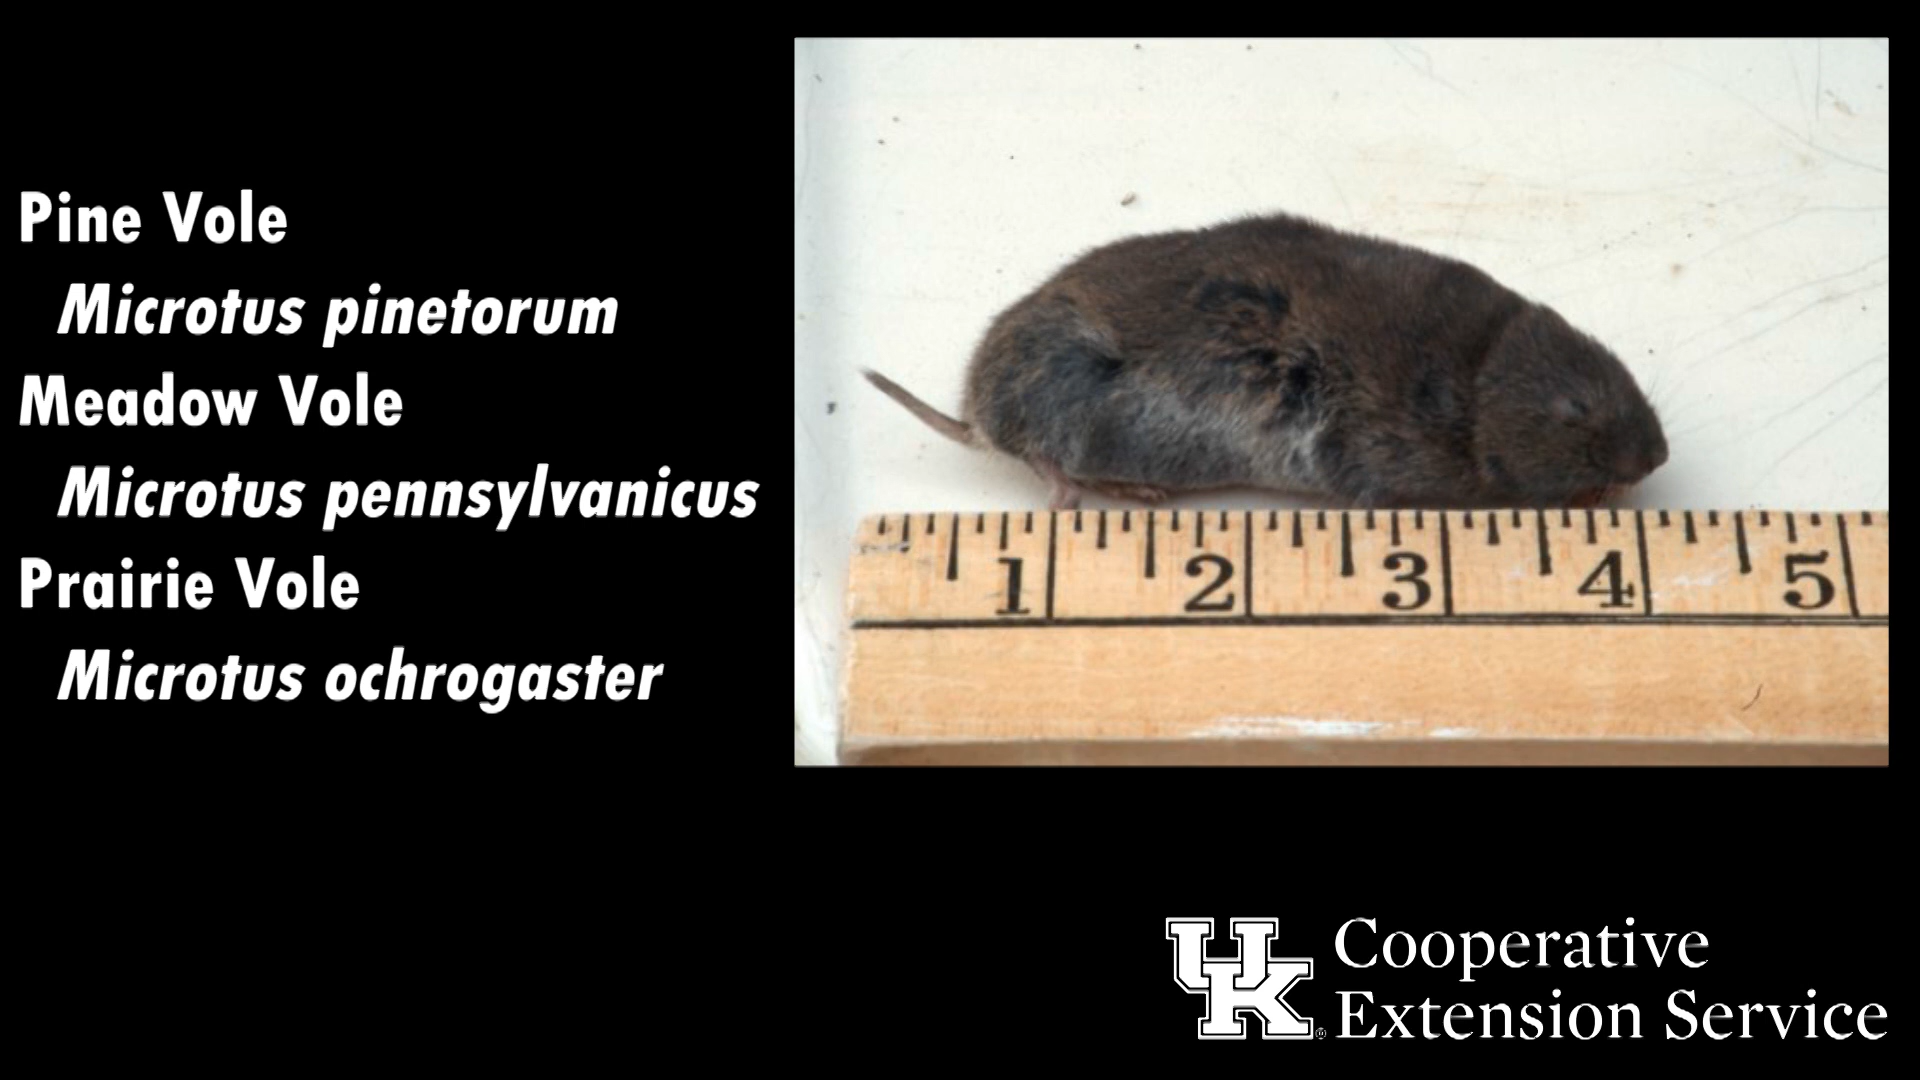 Pine Vole
Microtus pinetorum
Meadow Vole
Microtus pennsylvanicus
Prairie Vole
Microtus ochrogaster
1 2 3 4 5
UK Cooperative
Extension Service